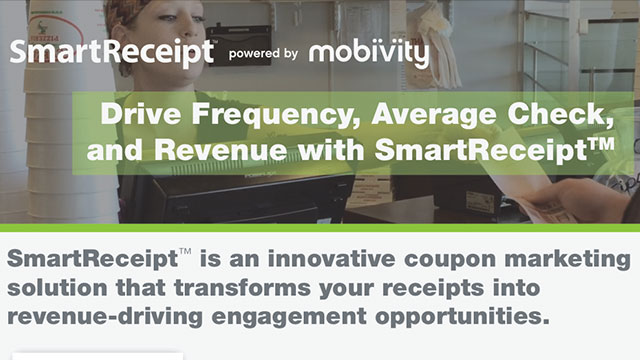 SmartReceipt powered by mobivity
Drive Frequency, Average Check,
and Revenue with SmartReceipt™
SmartReceipt™ is an innovative coupon marketing
solution that transforms your receipts into
revenue-driving engagement opportunities.